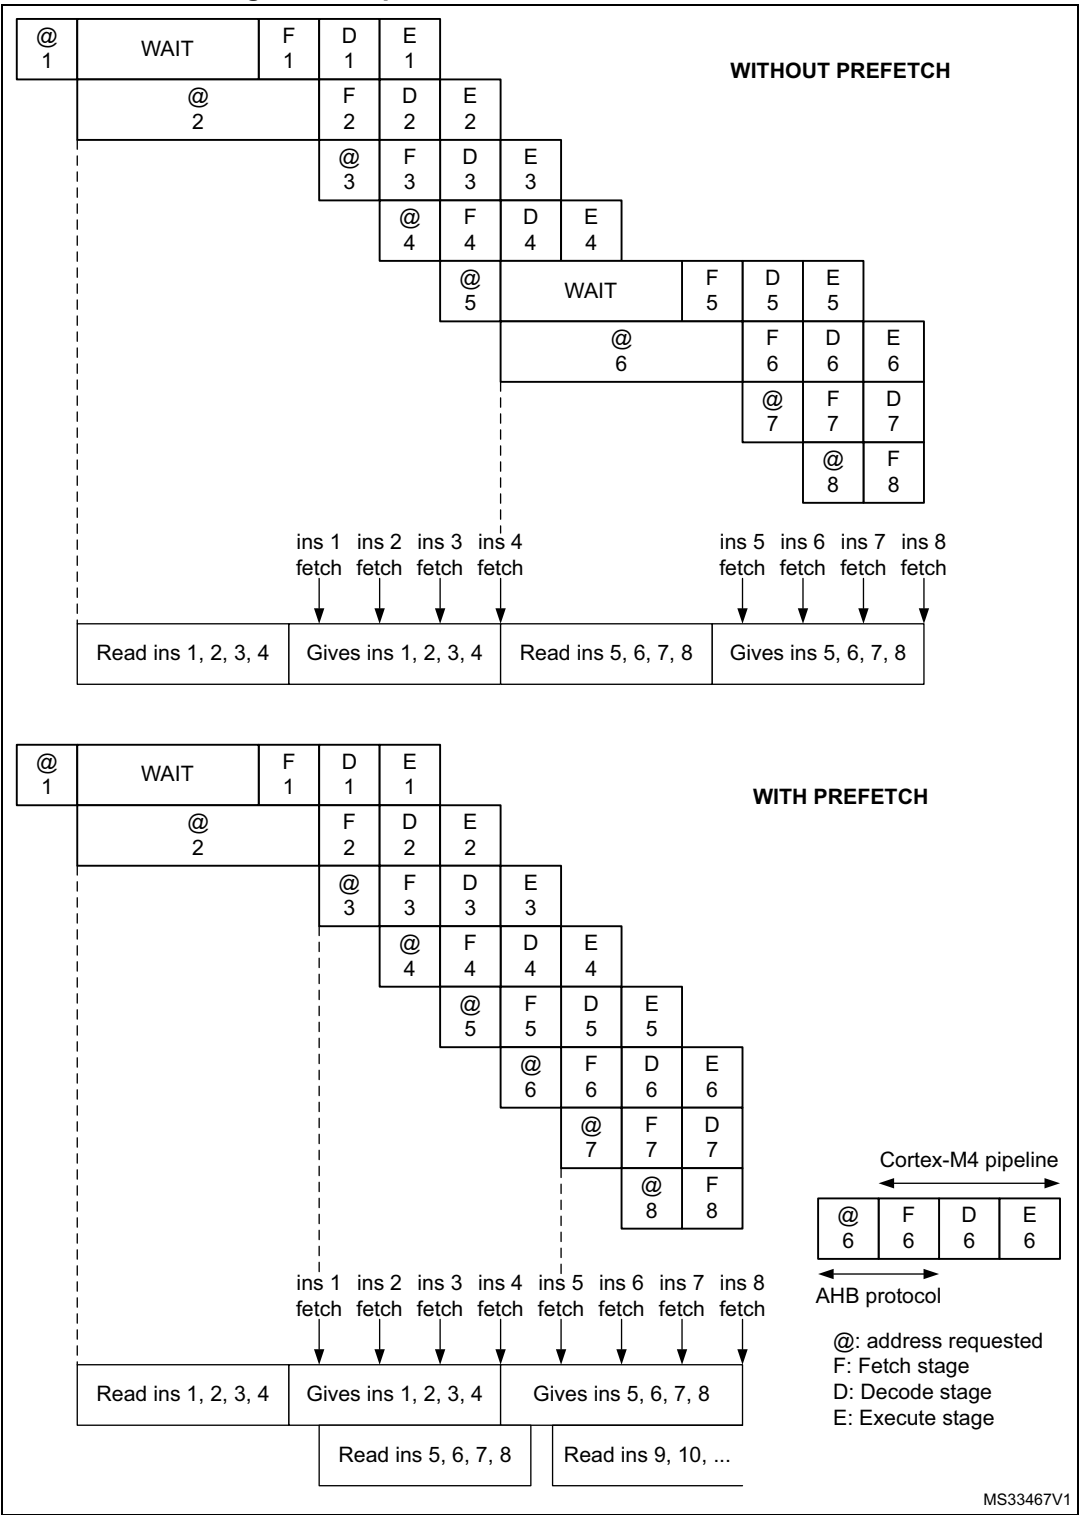 @ WAIT F D E
1 1 1 1
WITHOUT PREFETCH
@ F D E
2 2 2 2
@ F D E
3 3 3 3
@ F D E
4 4 4 4
@ WAIT F D E
5 5 5 5
@ F D E
6 6 6 6
@ F D
7 7 7
@ F
8 8
ins 1 ins 2 ins 3 ins 4 ins 5 ins 6 ins 7 ins 8
fetch fetch fetch fetch fetch fetch fetch fetch
Read ins 1, 2, 3, 4 Gives ins 1, 2, 3, 4 Read ins 5, 6, 7, 8 Gives ins 5, 6, 7, 8
@ WAIT F D E
1 1 1 1
WITH PREFETCH
@ F D E
2 2 2 2
@ F D E
3 3 3 3
@ F D E
4 4 4 4
@ F D E
5 5 5 5
@ F D E
6 6 6 6
@ F D
7 7 7
@ F
8 8
Cortex-M4 pipeline
@ F D E
6 6 6 6
AHB protocol
ins 1 ins 2 ins 3 ins 4 ins 5 ins 6 ins 7 ins 8
fetch fetch fetch fetch fetch fetch fetch fetch
@: address requested
F: Fetch stage
D: Decode stage
E: Execute stage
Read ins 1, 2, 3, 4 Gives ins 1, 2, 3, 4 Gives ins 5, 6, 7, 8
Read ins 5, 6, 7, 8 Read ins 9, 10, ...
MS33467V1